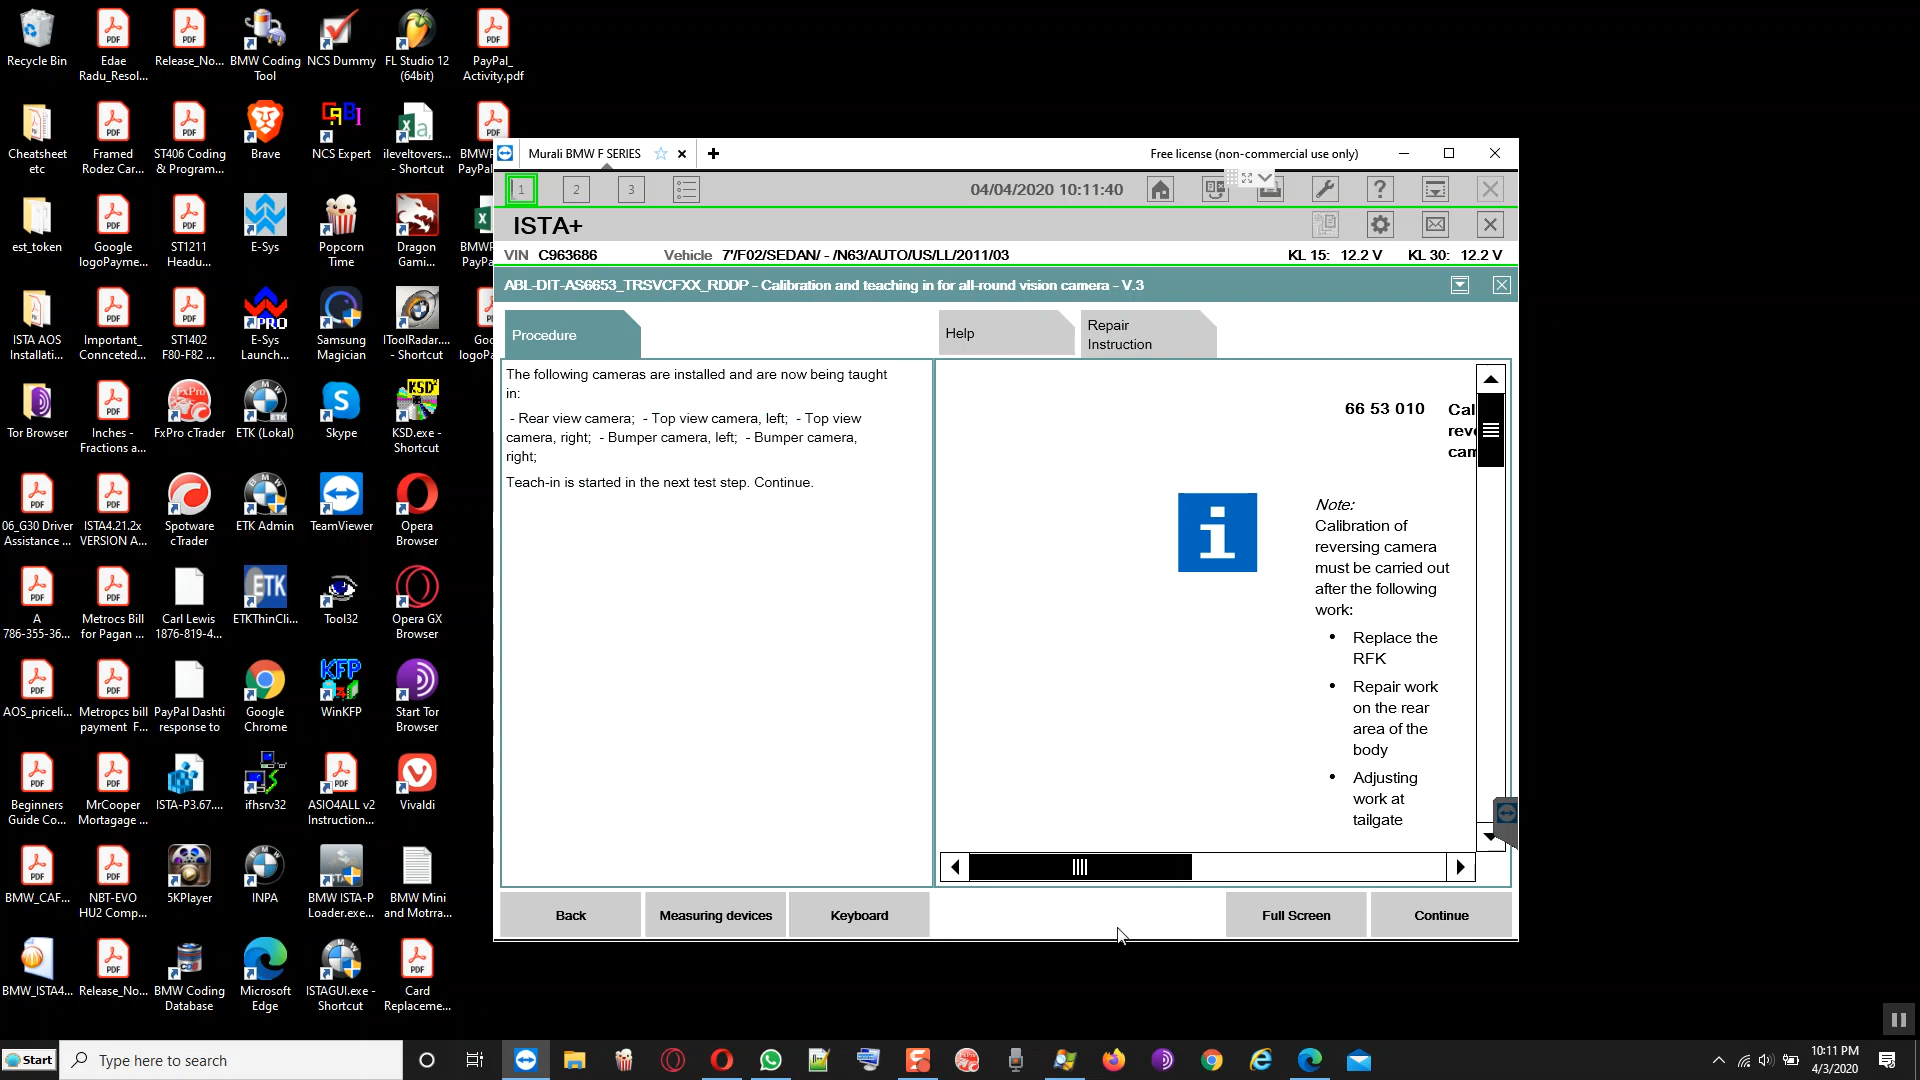 Recycle Bin
Edae
Radu_Resol...
Release_No...
BMW Coding
Tool
NCS Dummy
FL Studio 12
(64bit)
PayPal_
Activity.pdf
Cheatsheet
etc
Framed
Rodez Car...
ST406 Coding
& Program...
Brave
NCS Expert
ileveltovers...
- Shortcut
BMWP
PayPal
est_token
Google
logoPayme...
ST1211
Headu...
E-Sys
Popcorn
Time
Dragon
Gami...
BMWP
PayPa
ISTA AOS
Installati...
Important_
Connceted...
ST1402
F80-F82 ...
E-Sys
Launch...
Samsung
Magician
IToolRadar....
- Shortcut
Goo
logoPa
Tor Browser
Inches -
Fractions a...
FxPro cTrader
ETK (Lokal)
Skype
KSD.exe -
Shortcut
06_G30 Driver
Assistance ...
ISTA4.21.2x
VERSION A...
Spotware
cTrader
ETK Admin
TeamViewer
Opera
Browser
A
786-355-36...
Metrocs Bill
for Pagan ...
Carl Lewis
1876-819-4...
ETKThinCli...
Tool32
Opera GX
Browser
AOS_priceli...
Metropcs bill
payment F...
PayPal Dashti
response to
Google
Chrome
WinKFP
Start Tor
Browser
Beginners
Guide Co...
MrCooper
Mortagage ...
ISTA-P3.67....
ifhsrv32
ASIO4ALL v2
Instruction...
Vivaldi
BMW_CAF...
NBT-EVO
HU2 Comp...
5KPlayer
INPA
BMW ISTA-P
Loader.exe...
BMW Mini
and Motrra...
BMW_ISTA4...
Release_No...
BMW Coding
Database
Microsoft
Edge
ISTAGUI.exe -
Shortcut
Card
Replaceme...
Murali BMW F SERIES
Free license (non-commercial use only)
1 2 3
04/04/2020 10:11:40
ISTA+
VIN C963686 Vehicle 7'/F02/SEDAN/ - /N63/AUTO/US/LL/2011/03 KL 15: 12.2 V KL 30: 12.2 V
ABL-DIT-AS6653_TRSVCFXX_RDDP - Calibration and teaching in for all-round vision camera - V.3
Procedure
Help
Repair
Instruction
The following cameras are installed and are now being taught
in:
- Rear view camera; - Top view camera, left; - Top view
camera, right; - Bumper camera, left; - Bumper camera,
right;
Teach-in is started in the next test step. Continue.
66 53 010
Cal
reve
cam
Note:
Calibration of
reversing camera
must be carried out
after the following
work:
• Replace the
RFK
• Repair work
on the rear
area of the
body
• Adjusting
work at
tailgate
Back
Measuring devices
Keyboard
Full Screen
Continue
Start
Type here to search
10:11 PM
4/3/2020